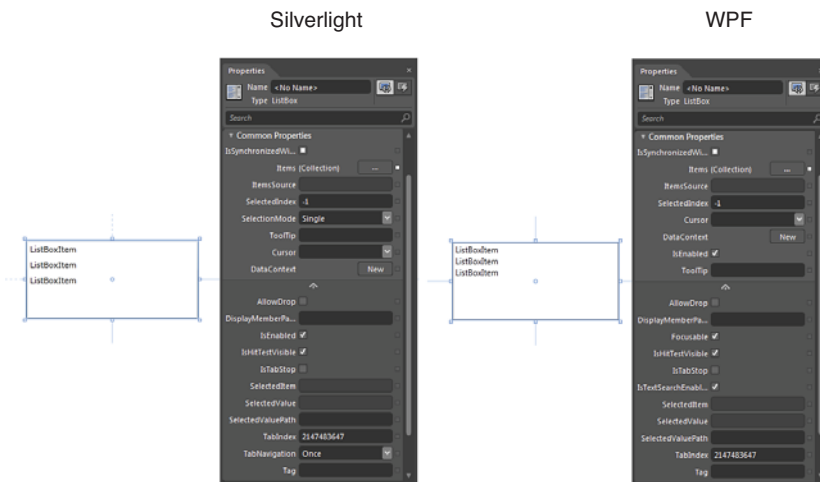 Silverlight
WPF
Properties
Name <No Name>
Type ListBox
Search
Common Properties
IsSynchronizedWi...
Items (Collection) ...
ItemsSource
SelectedIndex -1
SelectionMode Single
ToolTip
Cursor
DataContext New
AllowDrop
DisplayMemberPa...
IsEnabled
IsHitTestVisible
IsTabStop
SelectedItem
SelectedValue
SelectedValuePath
TabIndex 2147483647
TabNavigation Once
Tag
ListBoxItem
ListBoxItem
ListBoxItem
Properties
Name <No Name>
Type ListBox
Search
Common Properties
IsSynchronizedWi...
Items (Collection) ...
ItemsSource
SelectedIndex -1
Cursor
DataContext New
IsEnabled
ToolTip
AllowDrop
DisplayMemberPa...
Focusable
IsHitTestVisible
IsTabStop
IsTextSearchEnabl...
SelectedItem
SelectedValue
SelectedValuePath
TabIndex 2147483647
Tag
ListBoxItem
ListBoxItem
ListBoxItem